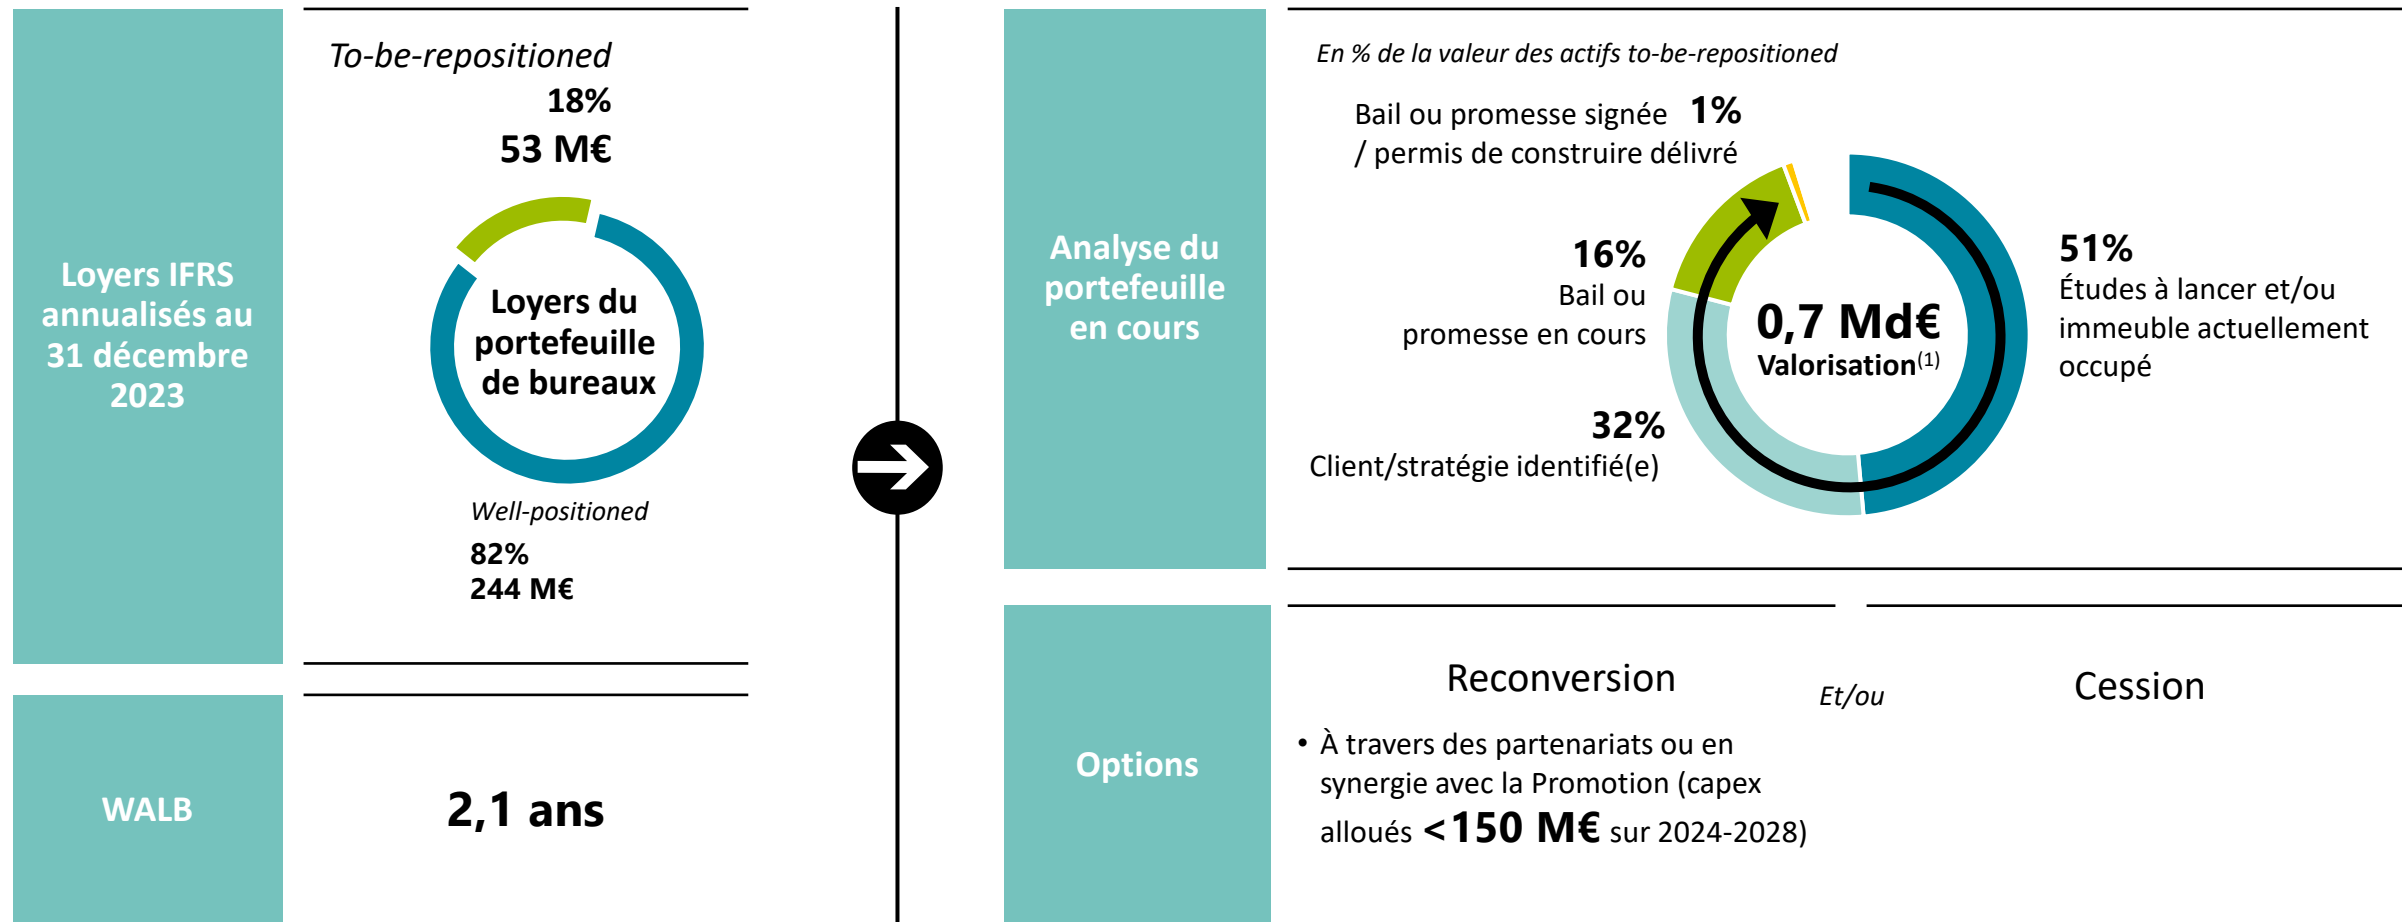 Loyers IFRS
annualisés au
31 décembre
2023
To-be-repositioned
18%
53 M€
Loyers du
portefeuille
de bureaux
Well-positioned
82%
244 M€
WALB
2,1 ans
Analyse du
portefeuille
en cours
En % de la valeur des actifs to-be-repositioned
Bail ou promesse signée 1%
/ permis de construire délivré
16%
Bail ou
promesse en cours
32%
Client/stratégie identifié(e)
0,7 Md€
Valorisation(1)
51%
Études à lancer et/ou
immeuble actuellement
occupé
Options
Reconversion
Et/ou
Cession
• À travers des partenariats ou en
synergie avec la Promotion (capex
alloués <150 M€ sur 2024-2028)